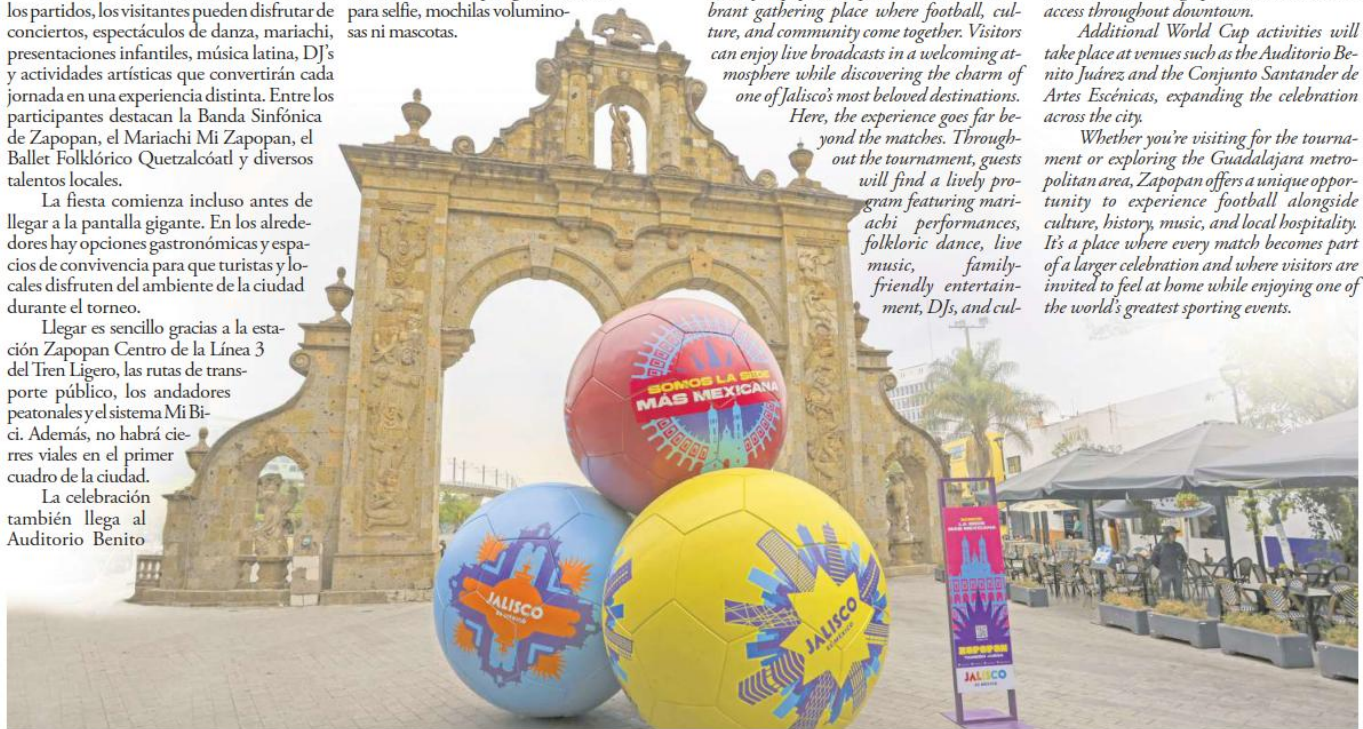 los partidos, los visitantes pueden disfrutar de
conciertos, espectáculos de danza, mariachi,
presentaciones infantiles, música latina, DJ’s
y actividades artísticas que convertirán cada
jornada en una experiencia distinta. Entre los
participantes destacan la Banda Sinfónica
de Zapopan, el Mariachi Mi Zapopan, el
Ballet Folklórico Quetzalcóatl y diversos
talentos locales.
La fiesta comienza incluso antes de
llegar a la pantalla gigante. En los alrede-
dores hay opciones gastronómicas y espa-
cios de convivencia para que turistas y lo-
cales disfruten del ambiente de la ciudad
durante el torneo.
Llegar es sencillo gracias a la esta-
ción Zapopan Centro de la Línea 3
del Tren Ligero, las rutas de trans-
porte público, los andadores
peatonales y el sistema Mi Bi-
ci. Además, no habrá cie-
rres viales en el primer
cuadro de la ciudad.
La celebración
también llega al
Auditorio Benito
para selfie, mochilas volumino-
sas ni mascotas.
brant gathering place where football, cul-
ture, and community come together. Visitors
can enjoy live broadcasts in a welcoming at-
mosphere while discovering the charm of
one of Jalisco’s most beloved destinations.
Here, the experience goes far be-
yond the matches. Through-
out the tournament, guests
will find a lively pro-
gram featuring mari-
achi performances,
folkloric dance, live
music, family-
friendly entertain-
ment, DJs, and cul-
access throughout downtown.
Additional World Cup activities will
take place at venues such as the Auditorio Be-
nito Juárez and the Conjunto Santander de
Artes Escénicas, expanding the celebration
across the city.
Whether you’re visiting for the tourna-
ment or exploring the Guadalajara metro-
politan area, Zapopan offers a unique oppor-
tunity to experience football alongside
culture, history, music, and local hospitality.
It’s a place where every match becomes part
of a larger celebration and where visitors are
invited to feel at home while enjoying one of
the world’s greatest sporting events.
SOMOS LA SEDE
MÁS MEXICANA
JALISCO
ES MÉXICO
JALISCO
ES MÉXICO
SOMOS
LA SEDE
MÁS MEXICANA
ZAPOPAN
JALISCO
ES MÉXICO